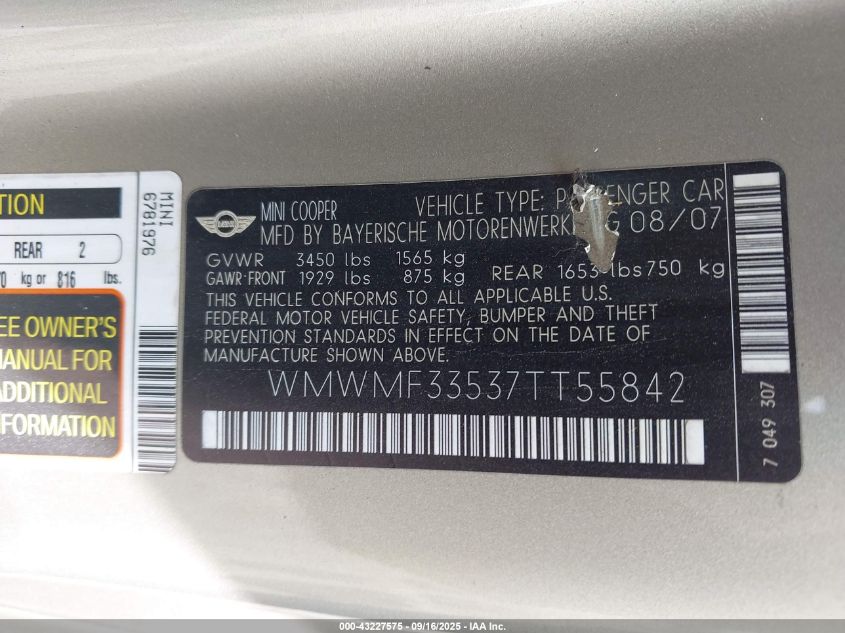 TION
REAR 2
0 kg or 816 lbs.
EE OWNER'S
MANUAL FOR
ADDITIONAL
FORMATION
MINI
6781976
MINI
MINI COOPER VEHICLE TYPE: P ENGER CAR
MFD BY BAYERISCHE MOTORENWERK G 08/07
GVWR 3450 lbs 1565 kg
GAWR-FRONT 1929 lbs 875 kg REAR 1653 lbs 750 kg
THIS VEHICLE CONFORMS TO ALL APPLICABLE U.S.
FEDERAL MOTOR VEHICLE SAFETY, BUMPER AND THEFT
PREVENTION STANDARDS IN EFFECT ON THE DATE OF
MANUFACTURE SHOWN ABOVE.
WMWMF33537TT55842
7 049 307
000-43227575 - 09/16/2025 - IAA Inc.